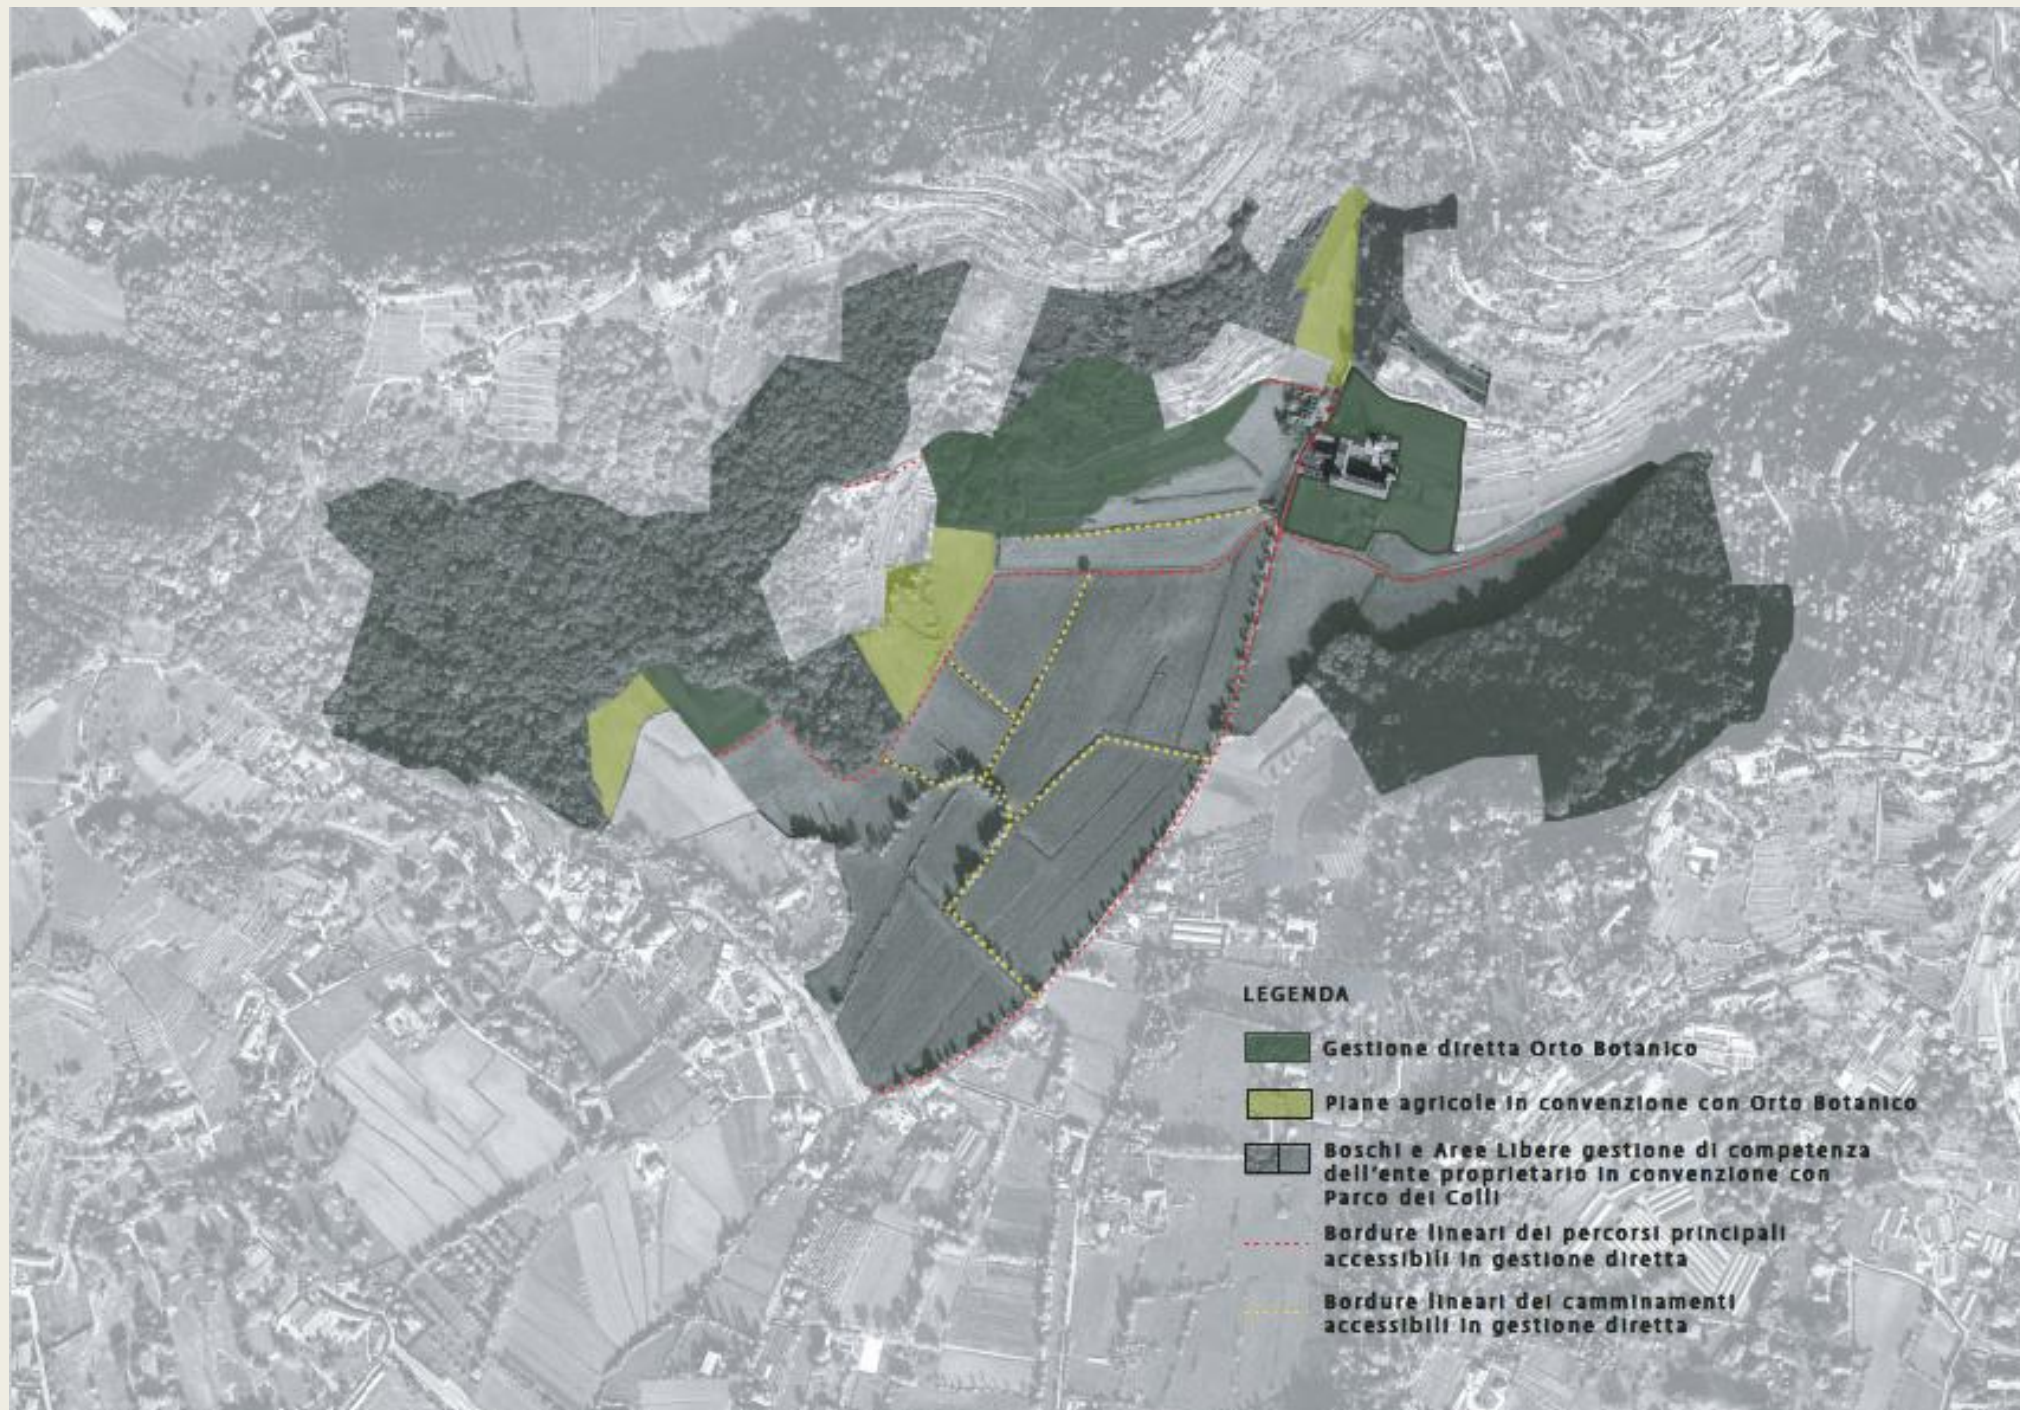 LEGENDA
Gestione diretta Orto Botanico
Piane agricole in convenzione con Orto Botanico
Boschi e Aree Libere gestione di competenza
dell'ente proprietario in convenzione con
Parco dei Colli
Bordure lineari dei percorsi principali
accessibili in gestione diretta
Bordure lineari dei camminamenti
accessibili in gestione diretta